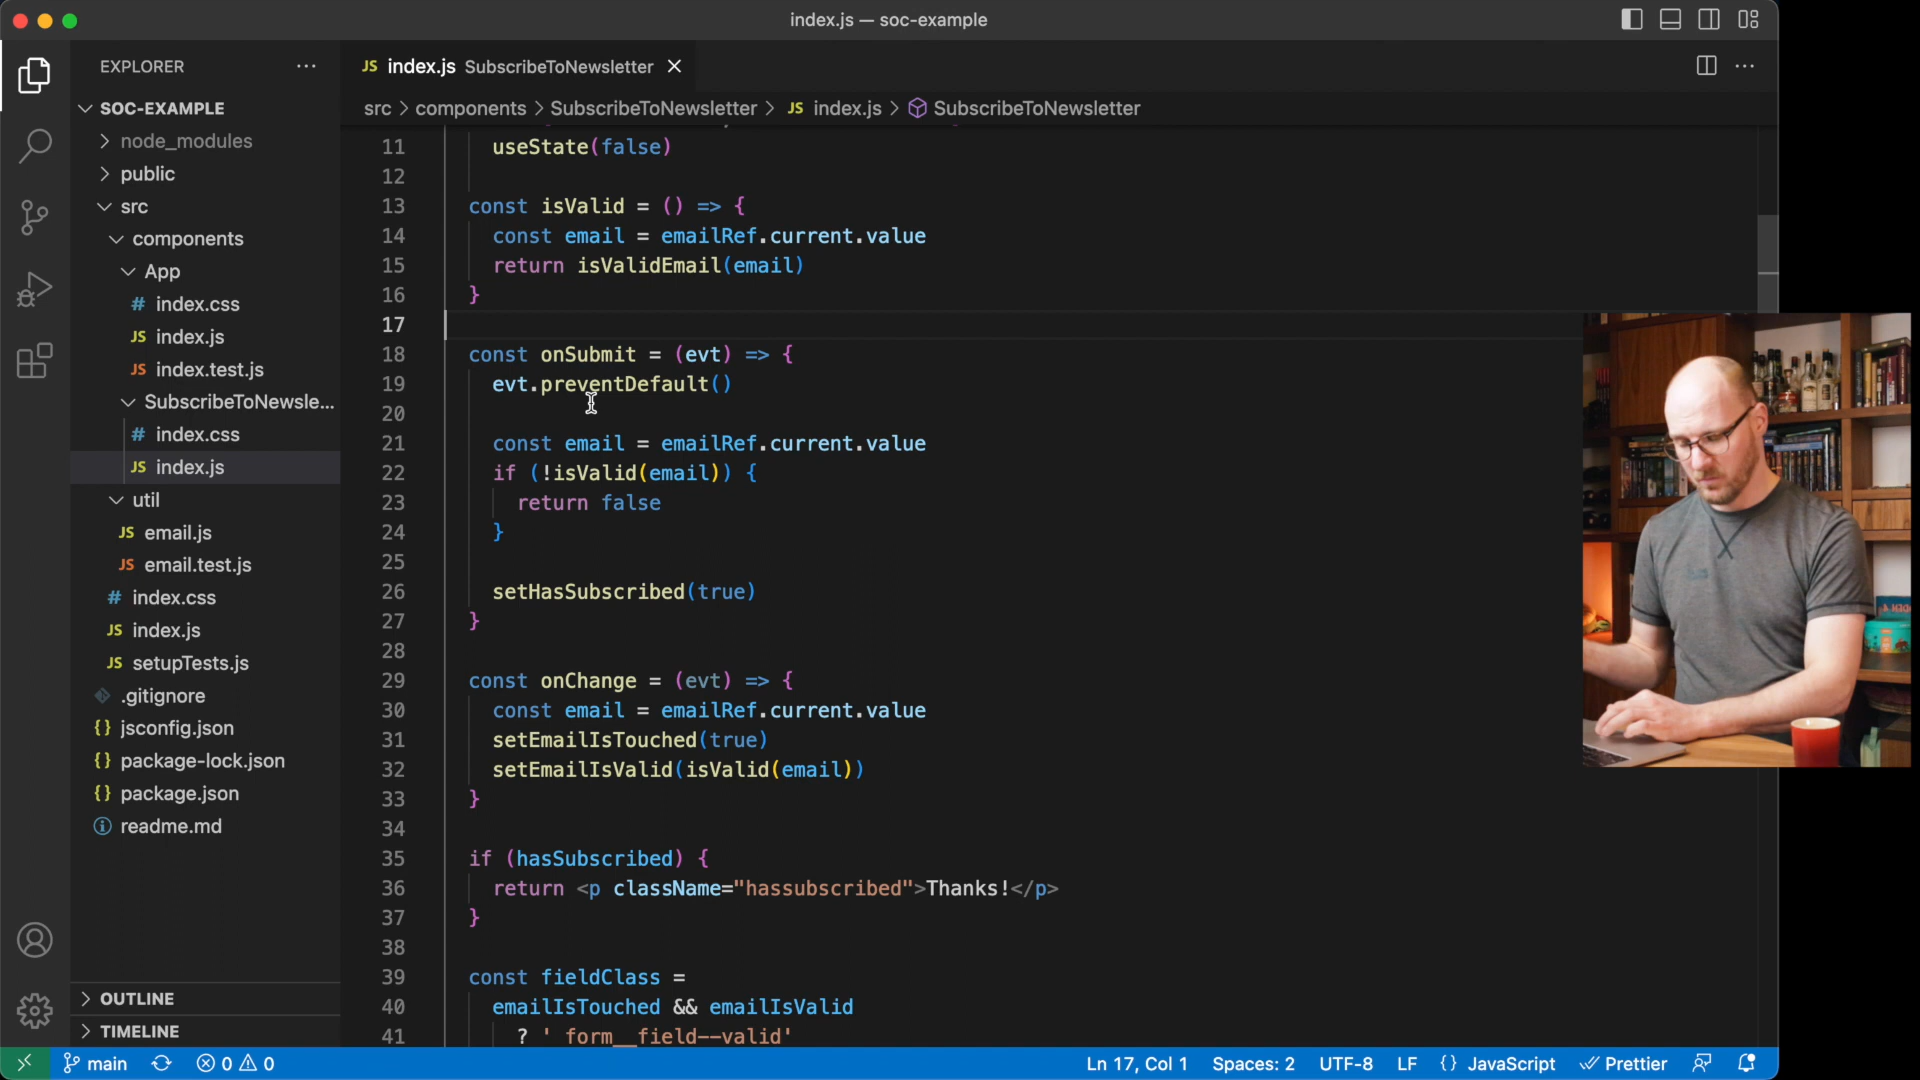 index.js — soc-example
EXPLORER
SOC-EXAMPLE
node_modules
public
src
components
App
# index.css
JS index.js
JS index.test.js
SubscribeToNewsle...
# index.css
JS index.js
util
JS email.js
JS email.test.js
# index.css
JS index.js
JS setupTests.js
.gitignore
{} jsconfig.json
{} package-lock.json
{} package.json
readme.md
OUTLINE
TIMELINE
JS index.js SubscribeToNewsletter
src > components > SubscribeToNewsletter > JS index.js > SubscribeToNewsletter
11 useState(false)
12
13 const isValid = () => {
14 const email = emailRef.current.value
15 return isValidEmail(email)
16 }
17
18 const onSubmit = (evt) => {
19 evt.preventDefault()
20
21 const email = emailRef.current.value
22 if (!isValid(email)) {
23 return false
24 }
25
26 setHasSubscribed(true)
27 }
28
29 const onChange = (evt) => {
30 const email = emailRef.current.value
31 setEmailIsTouched(true)
32 setEmailIsValid(isValid(email))
33 }
34
35 if (hasSubscribed) {
36 return <p className="hassubscribed">Thanks!</p>
37 }
38
39 const fieldClass =
40 emailIsTouched && emailIsValid
41 ? ' form__field--valid'
main 0 0 Ln 17, Col 1 Spaces: 2 UTF-8 LF {} JavaScript Prettier